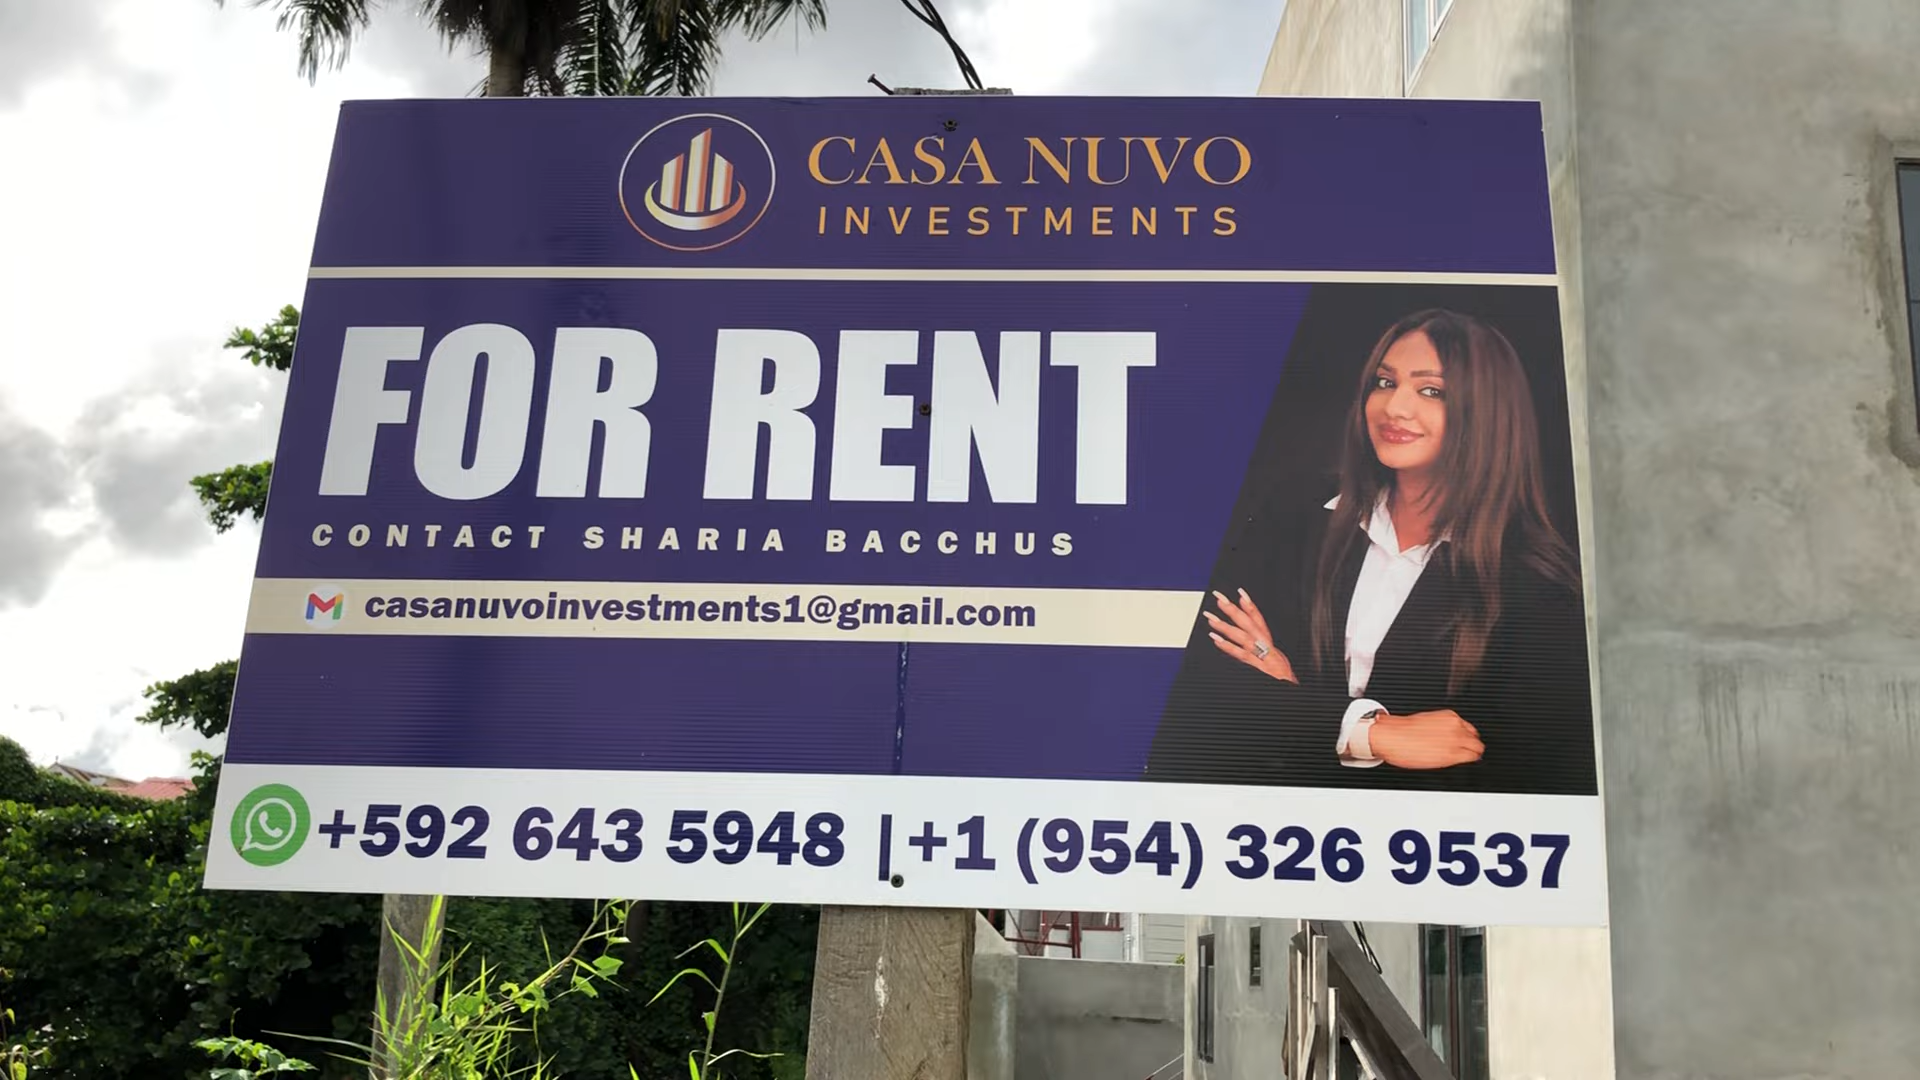 CASA NUVO
INVESTMENTS
FOR RENT
CONTACT SHARIA BACCHUS
casanuvoinvestments1@gmail.com
+592 643 5948 | +1 (954) 326 9537